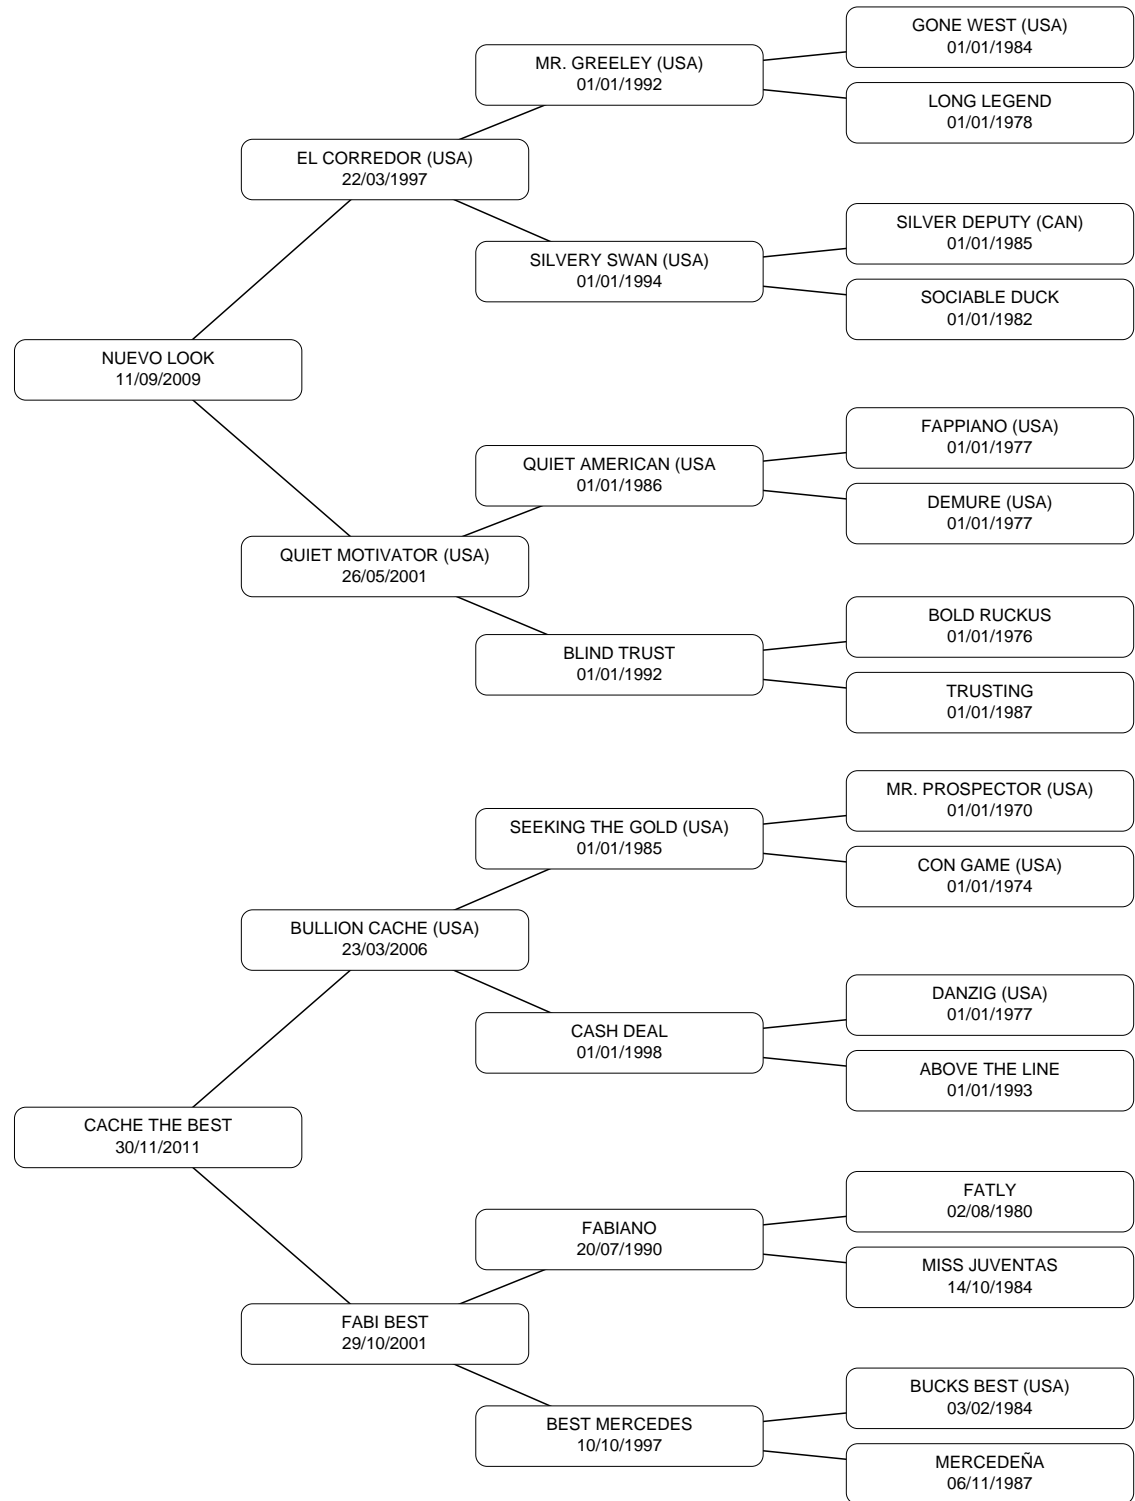 GONE WEST (USA)
01/01/1984
MR. GREELEY (USA)
01/01/1992
LONG LEGEND
01/01/1978
EL CORREDOR (USA)
22/03/1997
SILVER DEPUTY (CAN)
01/01/1985
SILVERY SWAN (USA)
01/01/1994
SOCIABLE DUCK
01/01/1982
NUEVO LOOK
11/09/2009
FAPPIANO (USA)
01/01/1977
QUIET AMERICAN (USA
01/01/1986
DEMURE (USA)
01/01/1977
QUIET MOTIVATOR (USA)
26/05/2001
BOLD RUCKUS
01/01/1976
BLIND TRUST
01/01/1992
TRUSTING
01/01/1987
MR. PROSPECTOR (USA)
01/01/1970
SEEKING THE GOLD (USA)
01/01/1985
CON GAME (USA)
01/01/1974
BULLION CACHE (USA)
23/03/2006
DANZIG (USA)
01/01/1977
CASH DEAL
01/01/1998
ABOVE THE LINE
01/01/1993
CACHE THE BEST
30/11/2011
FATLY
02/08/1980
FABIANO
20/07/1990
MISS JUVENTAS
14/10/1984
FABI BEST
29/10/2001
BUCKS BEST (USA)
03/02/1984
BEST MERCEDES
10/10/1997
MERCEDEÑA
06/11/1987